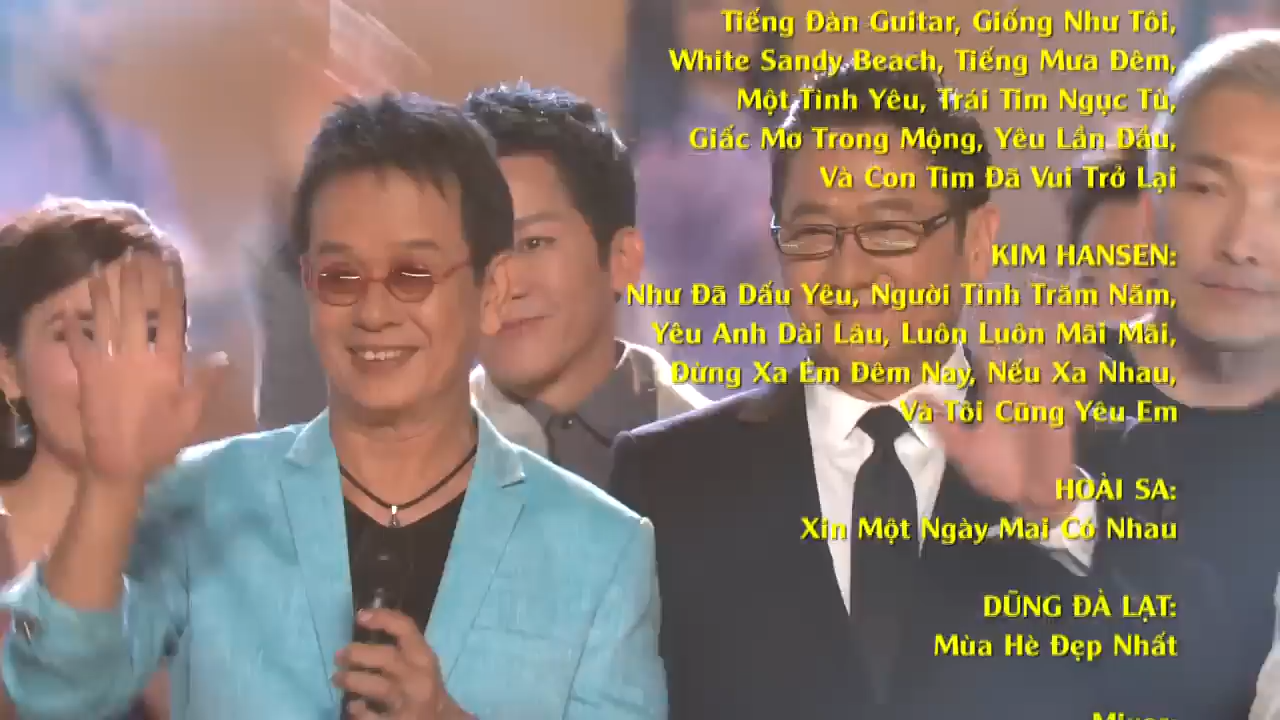 Tiếng Đàn Guitar, Giống Như Tôi,
White Sandy Beach, Tiếng Mưa Đêm,
Một Tình Yêu, Trái Tim Ngục Tù,
Giấc Mơ Trong Mộng, Yêu Lần Đầu,
Và Con Tim Đã Vui Trở Lại
KIM HANSEN:
Như Đã Dấu Yêu, Người Tình Trăm Năm,
Yêu Anh Dài Lâu, Luôn Luôn Mãi Mãi,
Đừng Xa Em Đêm Nay, Nếu Xa Nhau,
Và Tôi Cũng Yêu Em
HOÀI SA:
Xin Một Ngày Mai Có Nhau
DŨNG ĐÀ LẠT:
Mùa Hè Đẹp Nhất